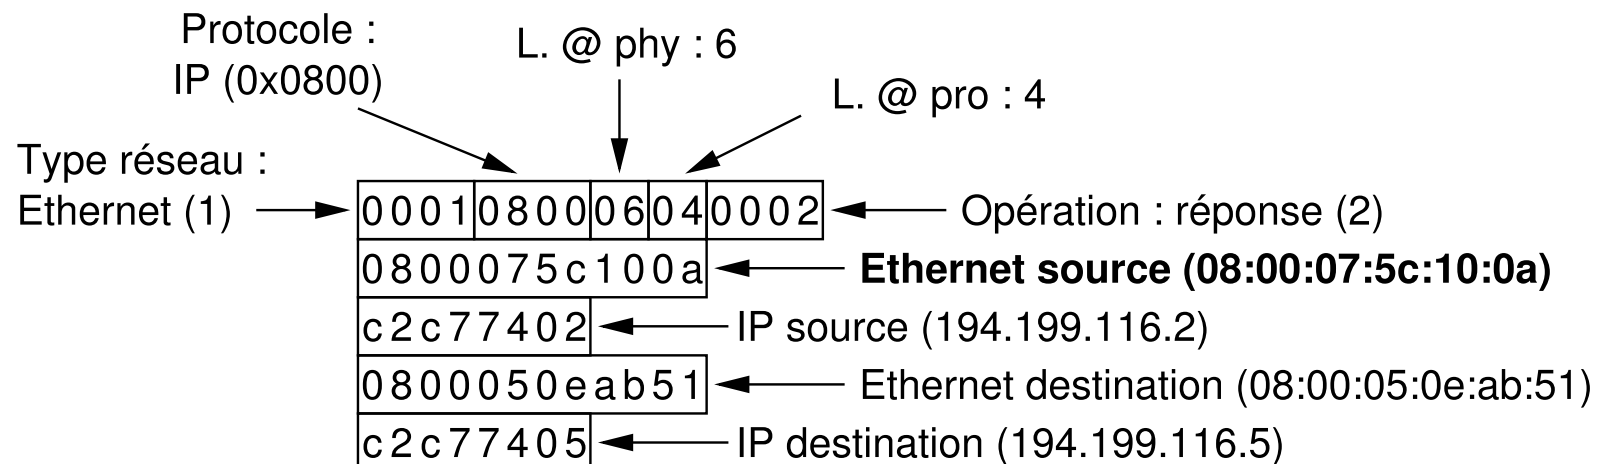 Protocole :
IP (0x0800)
L. @ phy : 6
L. @ pro : 4
Type réseau :
Ethernet (1)
0001 0800 06 04 0002
Opération : réponse (2)
0800075c100a
Ethernet source (08:00:07:5c:10:0a)
c2c77402
IP source (194.199.116.2)
0800050eab51
Ethernet destination (08:00:05:0e:ab:51)
c2c77405
IP destination (194.199.116.5)